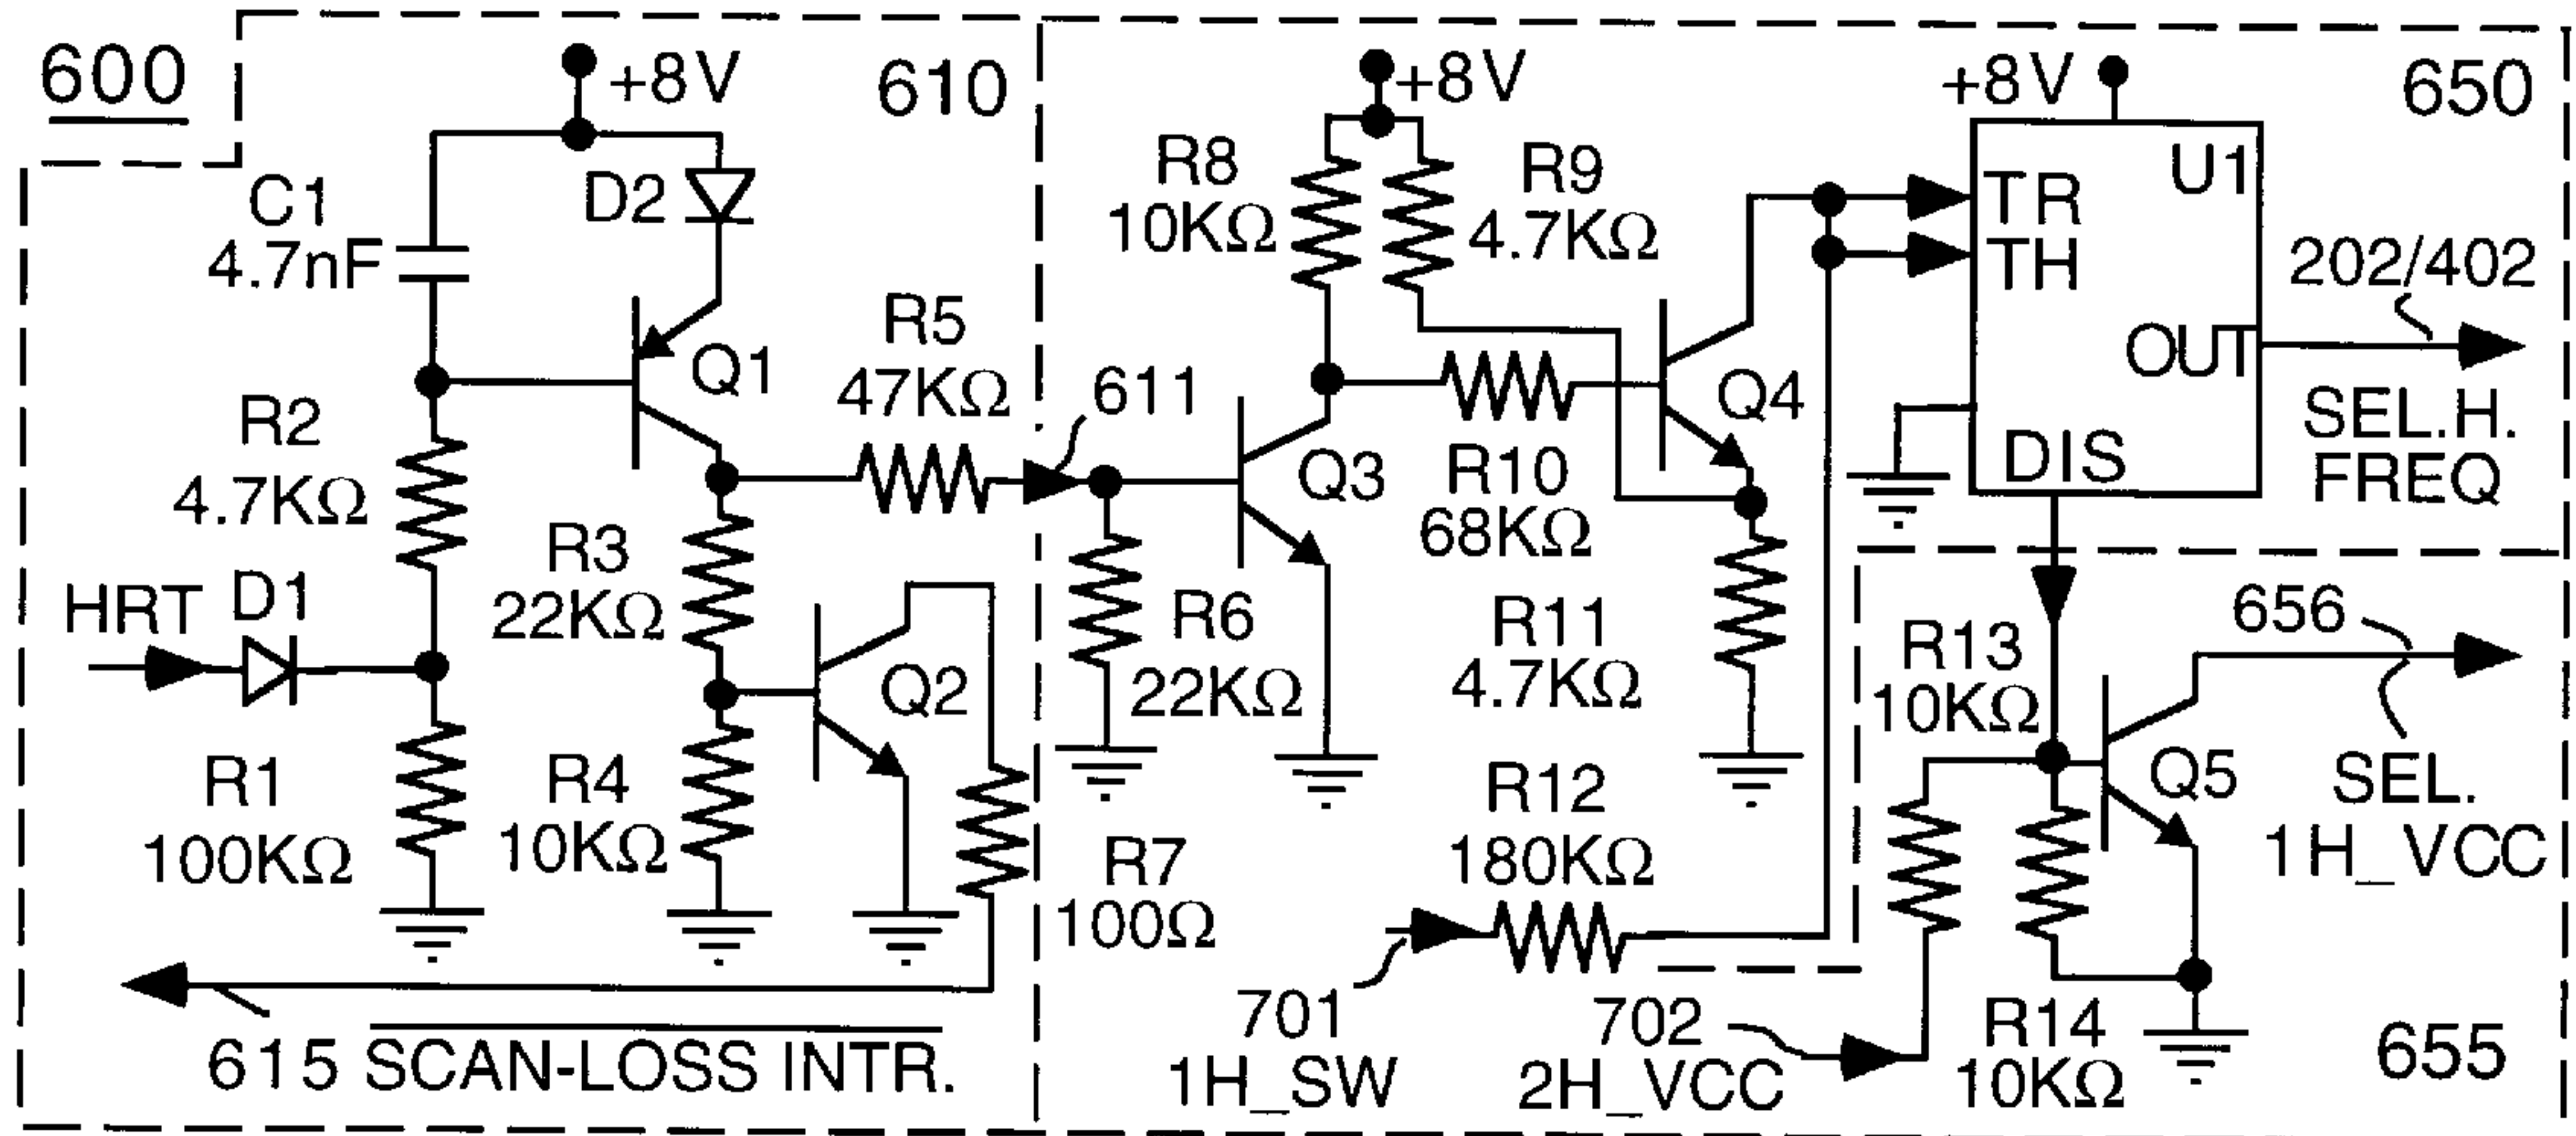 600
+8V
610
C1
4.7nF
D2
Q1
R2
4.7KΩ
R5
47KΩ
611
HRT
D1
R3
22KΩ
Q2
R1
100KΩ
R4
10KΩ
R7
100Ω
615 SCAN-LOSS INTR.
+8V
R8
10KΩ
R9
4.7KΩ
Q3
R10
68KΩ
Q4
R6
22KΩ
R11
4.7KΩ
R12
180KΩ
701
1H_SW
702
2H_VCC
+8V
650
TR
U1
TH
OUT
DIS
202/402
SEL.H.
FREQ
R13
10KΩ
656
Q5
SEL.
1H_VCC
R14
10KΩ
655